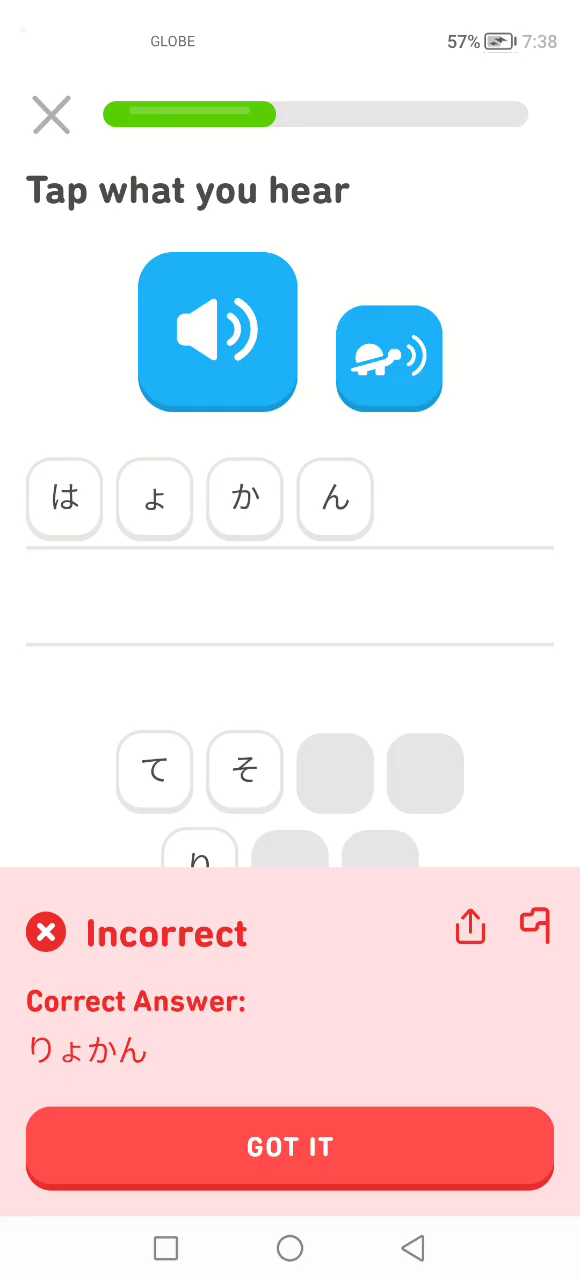 GLOBE 57% 7:38
Tap what you hear
は ょ か ん
て そ
り
Incorrect
Correct Answer:
りょかん
GOT IT